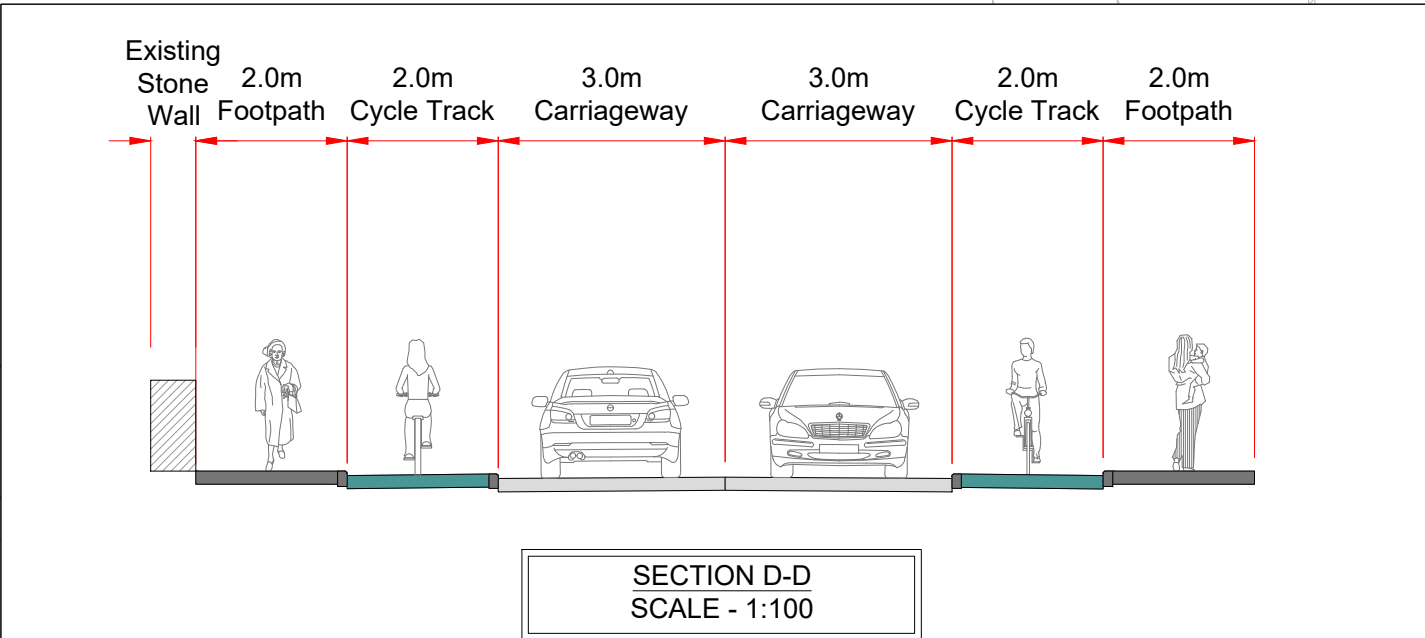 Existing
Stone
Wall
2.0m
Footpath
2.0m
Cycle Track
3.0m
Carriageway
3.0m
Carriageway
2.0m
Cycle Track
2.0m
Footpath
SECTION D-D
SCALE - 1:100